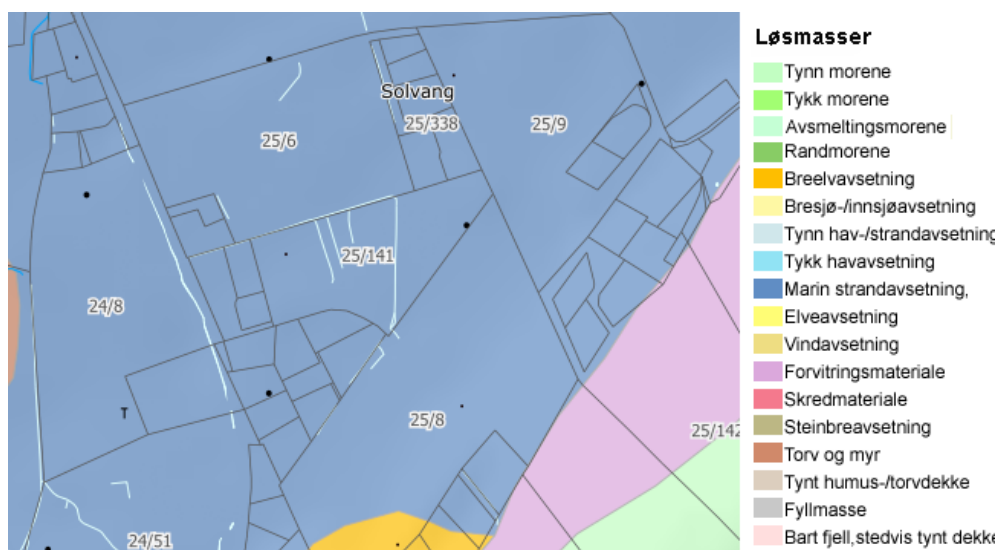 Solvang
25/338
25/6
25/9
25/141
24/8
T
25/8
25/142
24/51
Løsmasser
Tynn morene
Tykk morene
Avsmeltingsmorene
Randmorene
Breelvavsetning
Bresjø-/innsjøavsetning
Tynn hav-/strandavsetning
Tykk havavsetning
Marin strandavsetning,
Elveavsetning
Vindavsetning
Forvitringsmateriale
Skredmateriale
Steinbreavsetning
Torv og myr
Tynt humus-/torvdekke
Fyllmasse
Bart fjell,stedvis tynt dekke